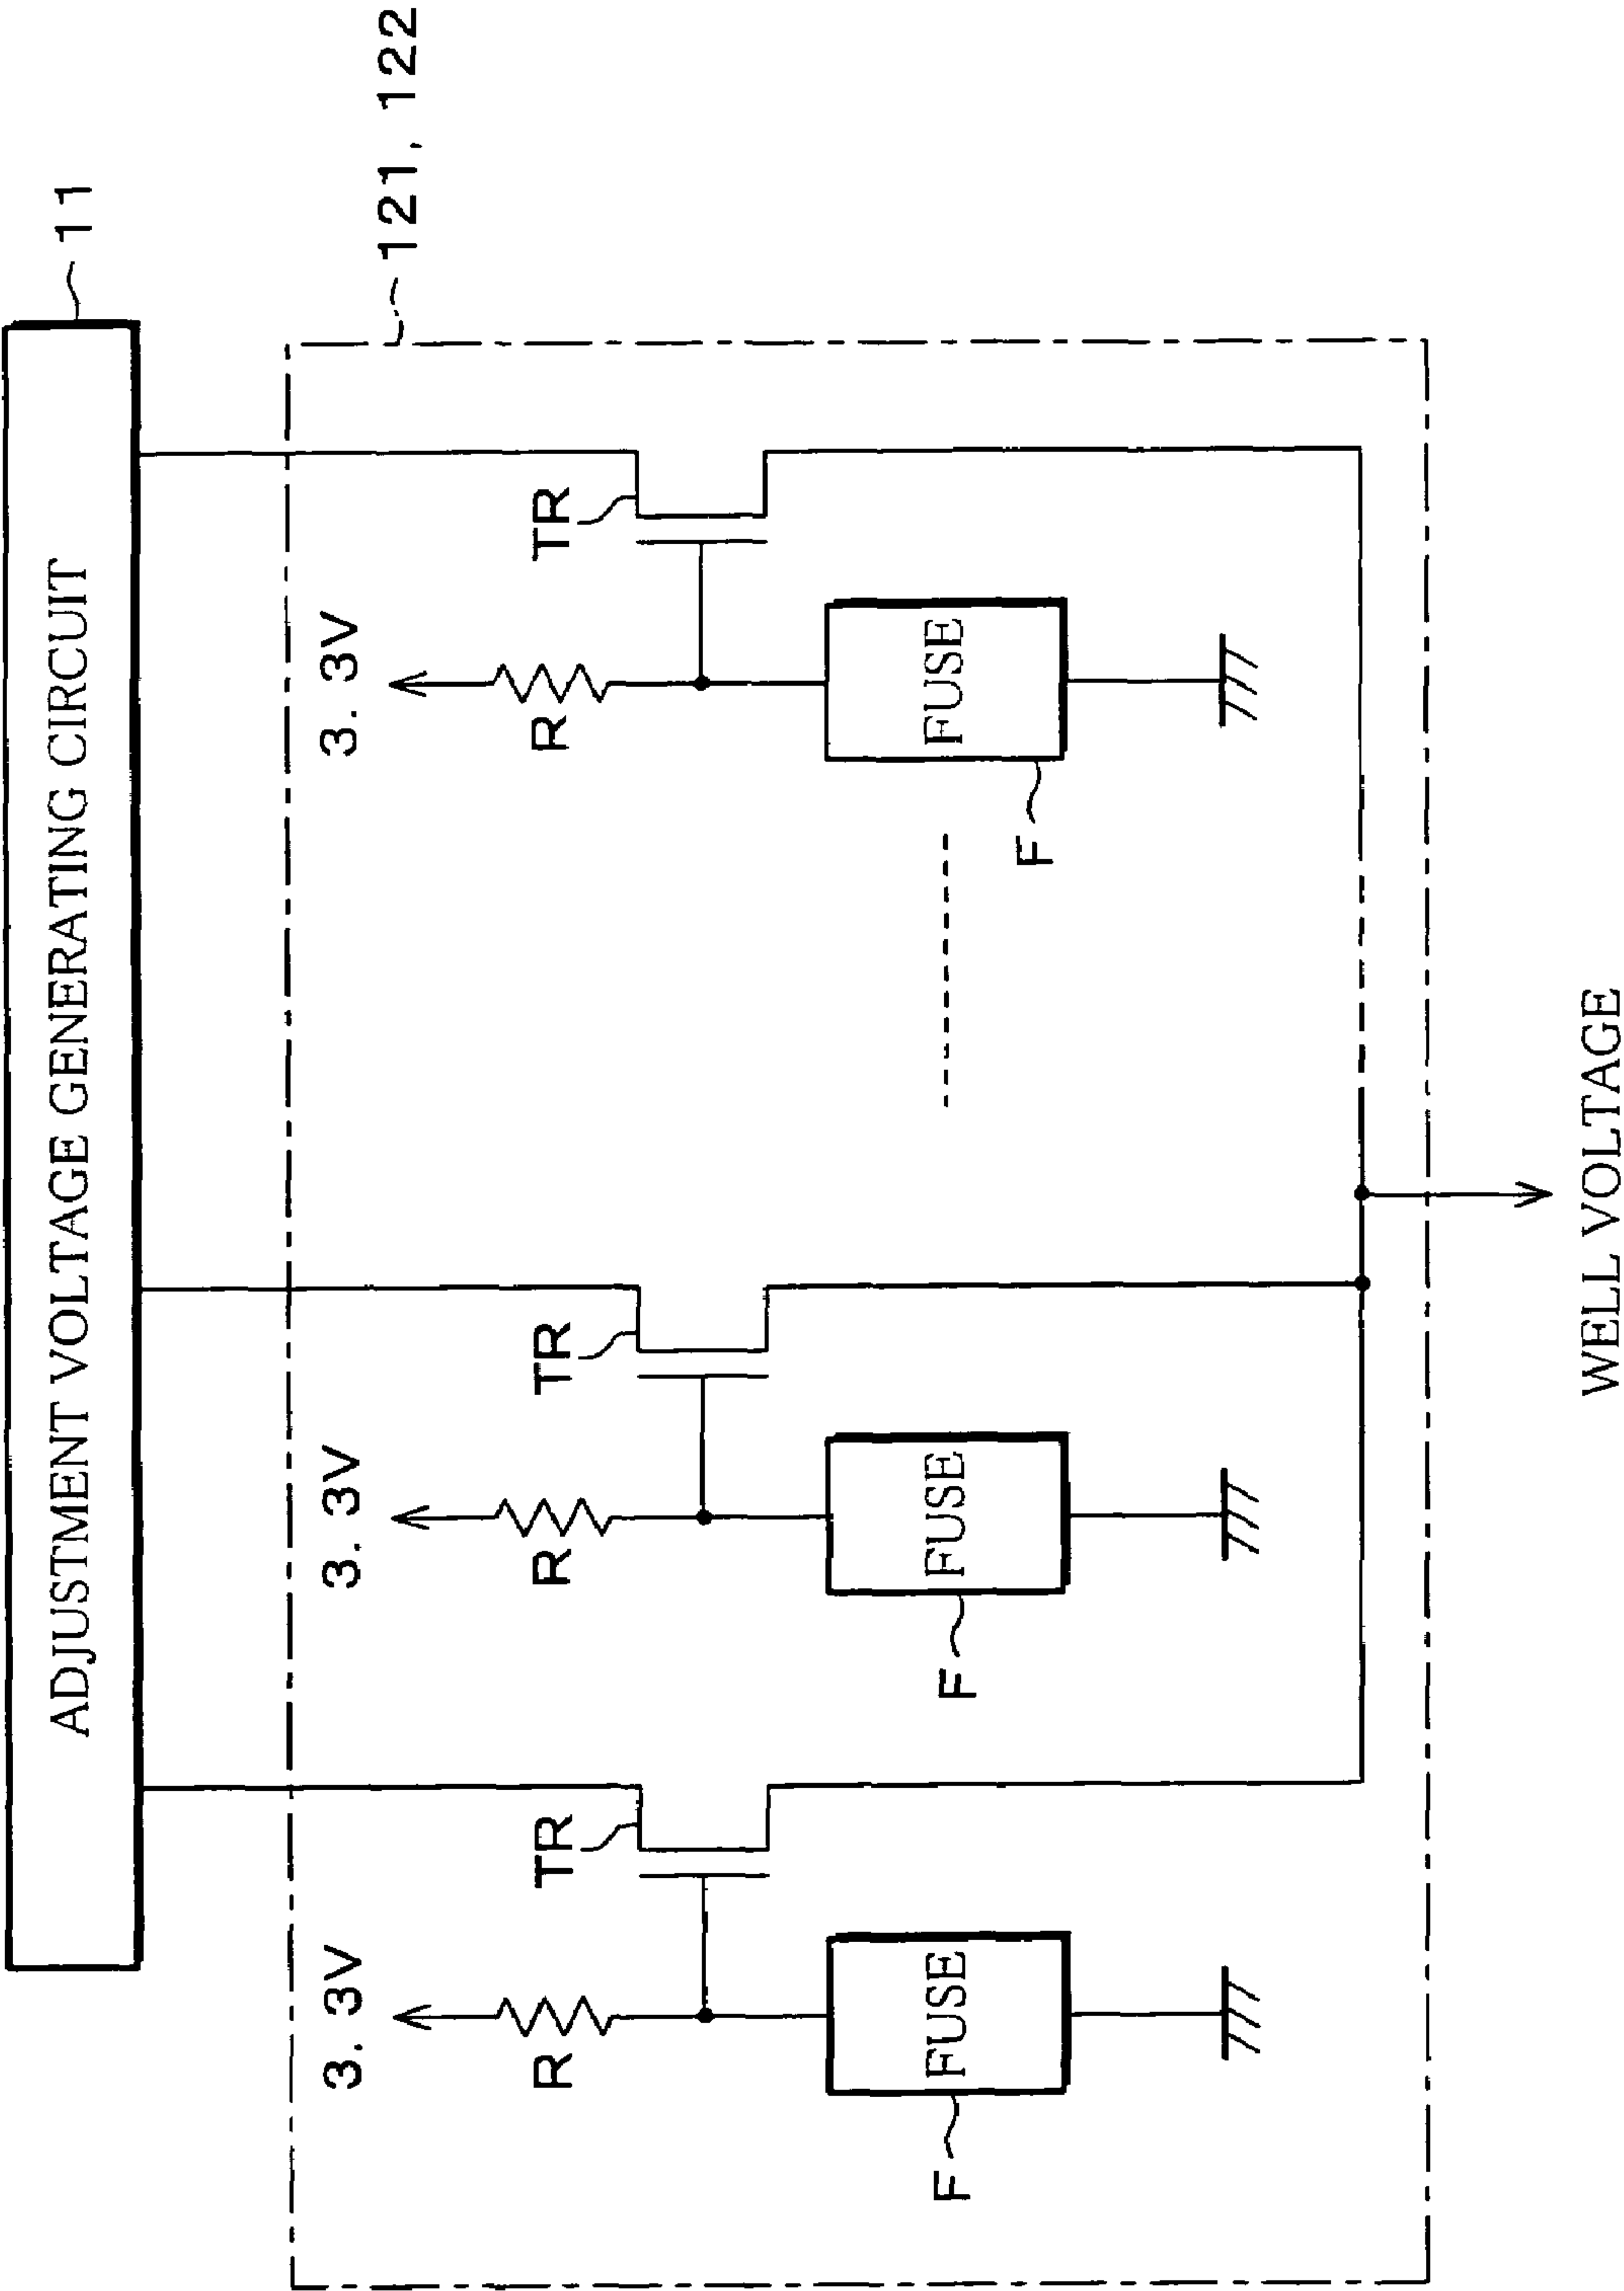 ADJUSTMENT VOLTAGE GENERATING CIRCUIT
11
121, 122
3. 3V
3. 3V
3. 3V
R
TR
R
TR
R
TR
FUSE
FUSE
FUSE
F
F
F
WELL VOLTAGE